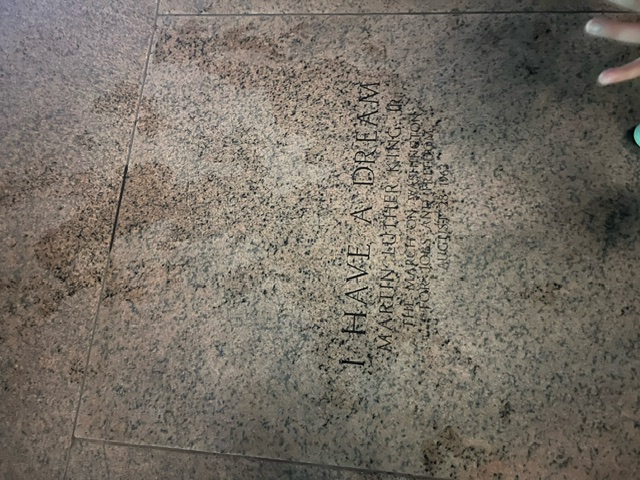 I HAVE A DREAM
MARTIN LUTHER KING, JR.
THE MARCH ON WASHINGTON
FOR JOBS AND FREEDOM
AUGUST 28, 1963